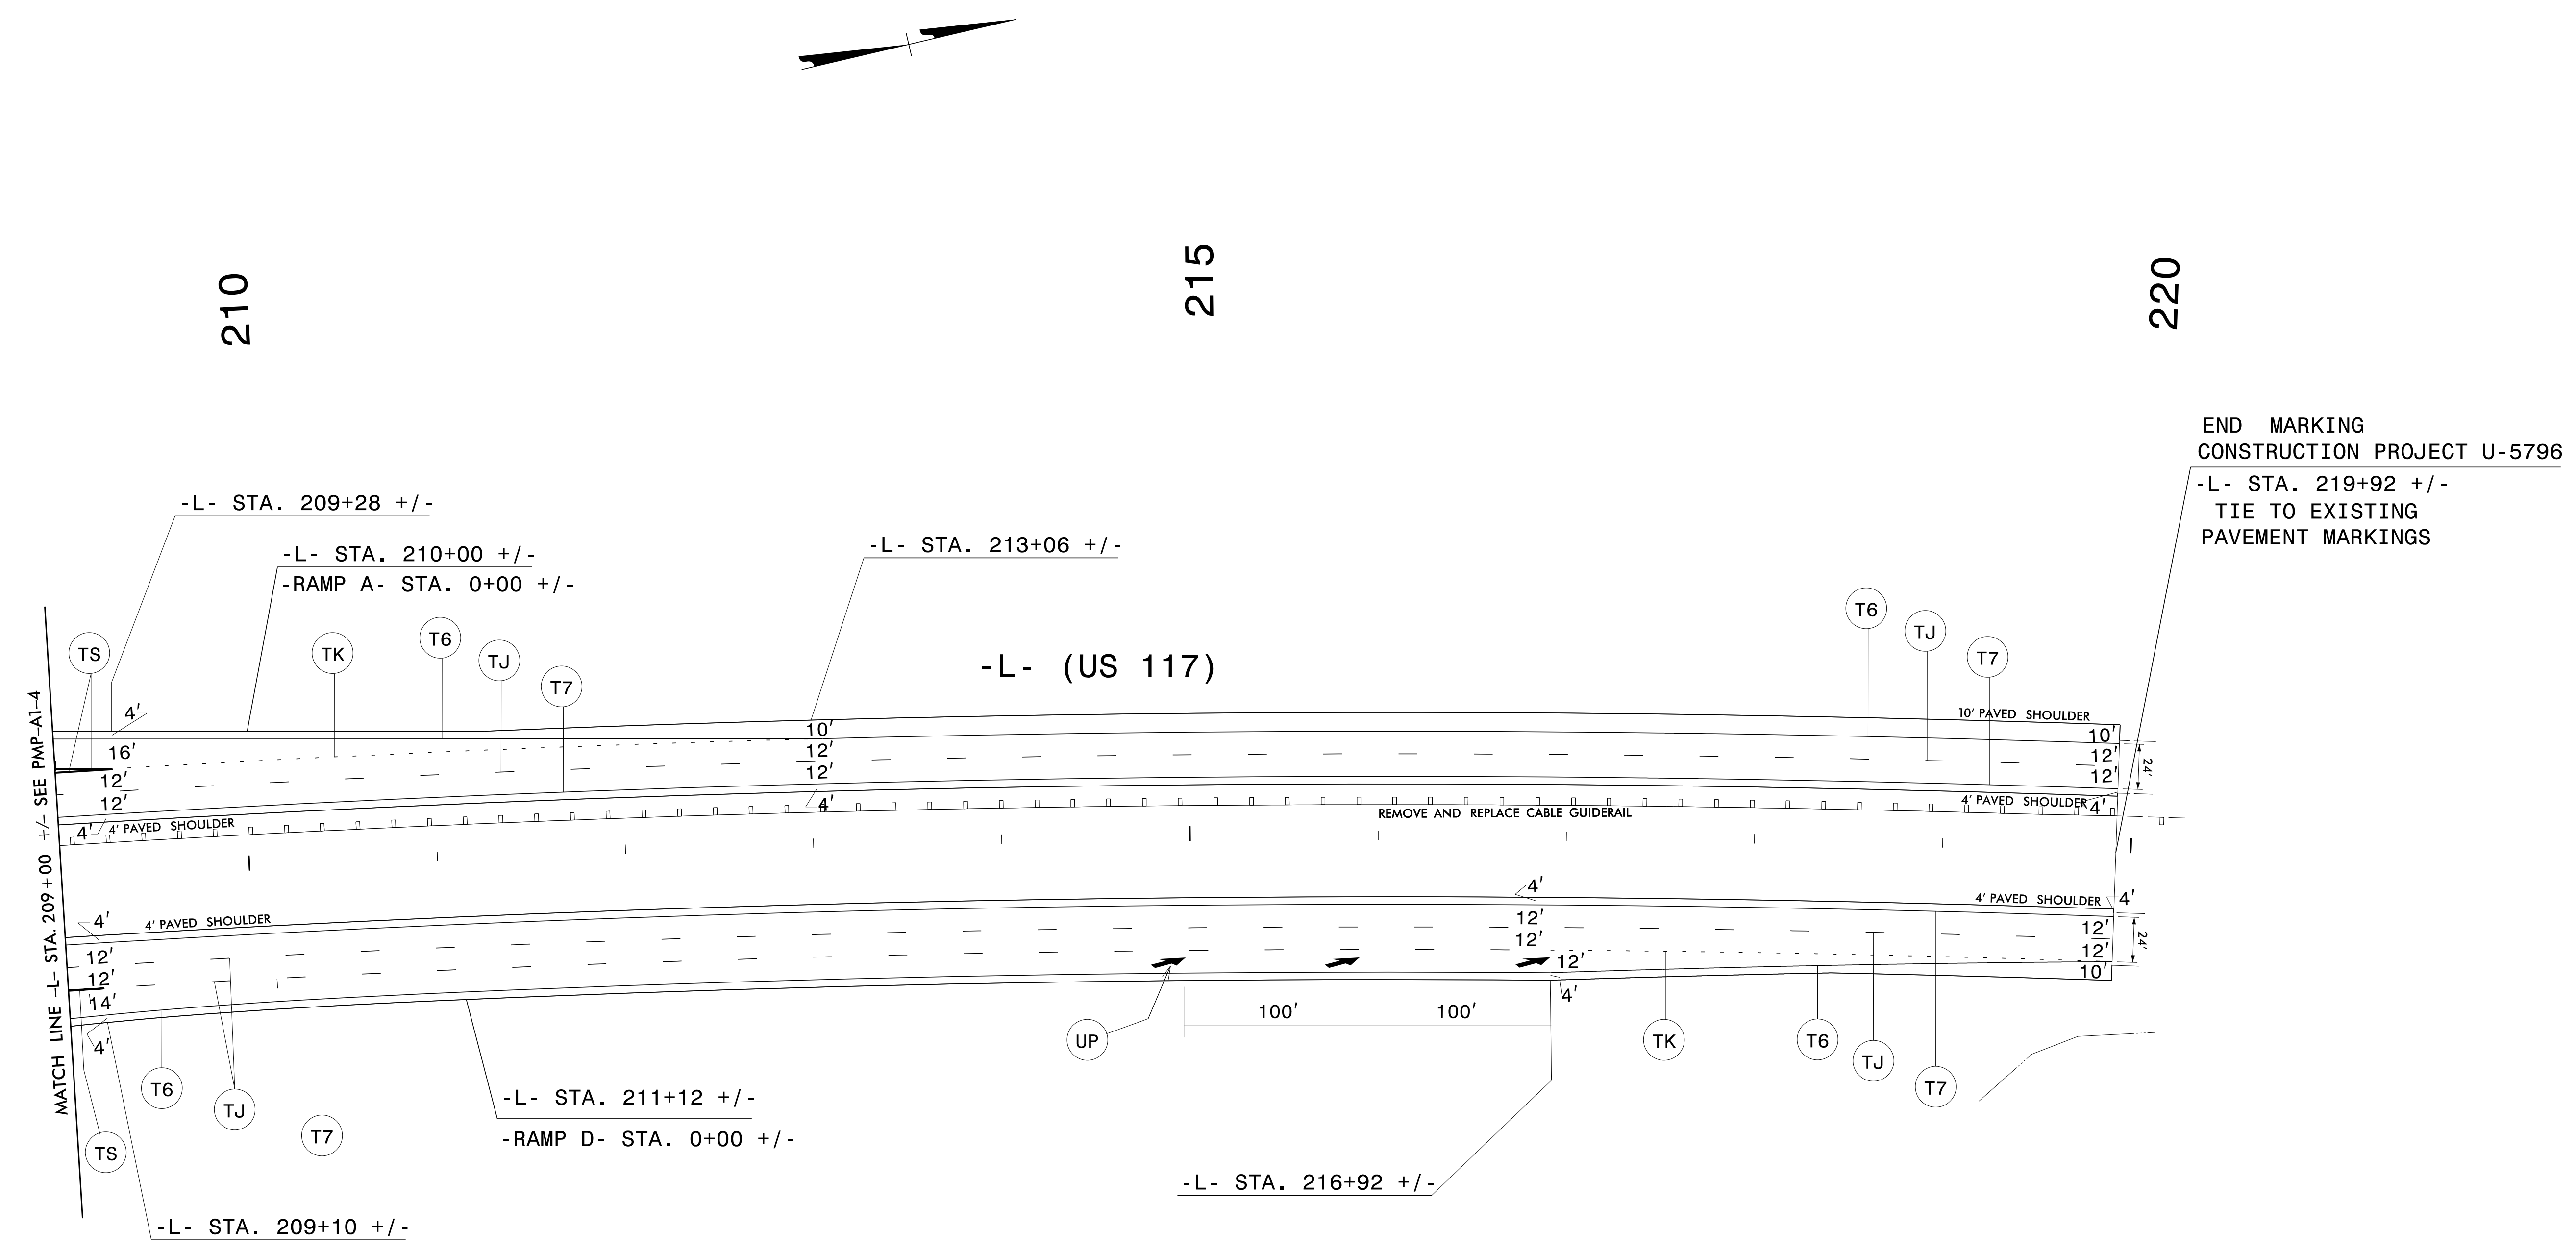 210
215
220
END MARKING
CONSTRUCTION PROJECT U-5796
-L- STA. 219+92 +/-
TIE TO EXISTING
PAVEMENT MARKINGS
-L- STA. 209+28 +/-
-L- STA. 210+00 +/-
-RAMP A- STA. 0+00 +/-
-L- STA. 213+06 +/-
TS
TK
T6
TJ
T7
-L- (US 117)
T6
TJ
T7
MATCH LINE -L- STA. 209+00 +/- SEE PMP-A1-4
4'
16'
12'
12'
4'
4' PAVED SHOULDER
10'
12'
12'
4'
10' PAVED SHOULDER
10'
12'
12'
24'
4' PAVED SHOULDER
4'
REMOVE AND REPLACE CABLE GUIDERAIL
4'
4' PAVED SHOULDER
12'
12'
14'
4'
4'
12'
12'
12'
4'
4' PAVED SHOULDER
4'
12'
12'
24'
10'
100'
100'
UP
TK
T6
TJ
T7
T6
TJ
T7
TS
-L- STA. 211+12 +/-
-RAMP D- STA. 0+00 +/-
-L- STA. 216+92 +/-
-L- STA. 209+10 +/-